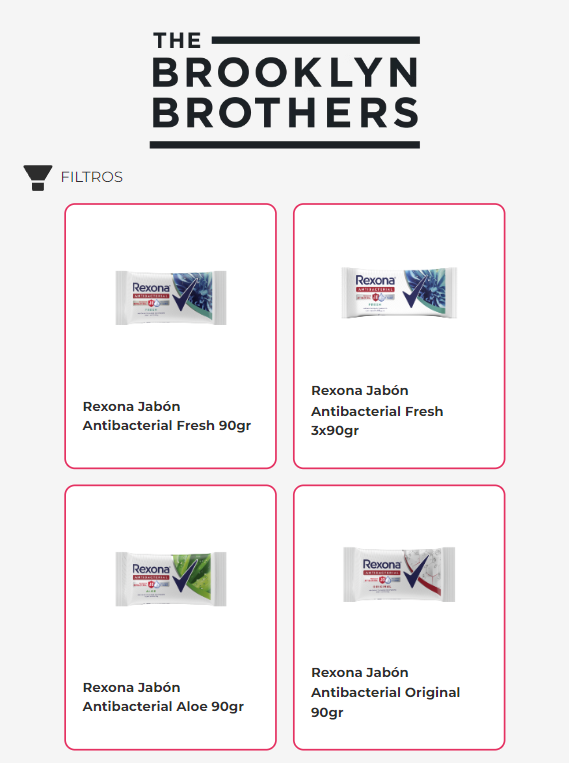 THE
BROOKLYN
BROTHERS
FILTROS
Rexona
ANTIBACTERIAL
FRESH
Rexona Jabón
Antibacterial Fresh 90gr
Rexona
ANTIBACTERIAL
FRESH
Rexona Jabón
Antibacterial Fresh
3x90gr
Rexona
ANTIBACTERIAL
ALOE
Rexona Jabón
Antibacterial Aloe 90gr
Rexona
ANTIBACTERIAL
ORIGINAL
Rexona Jabón
Antibacterial Original
90gr